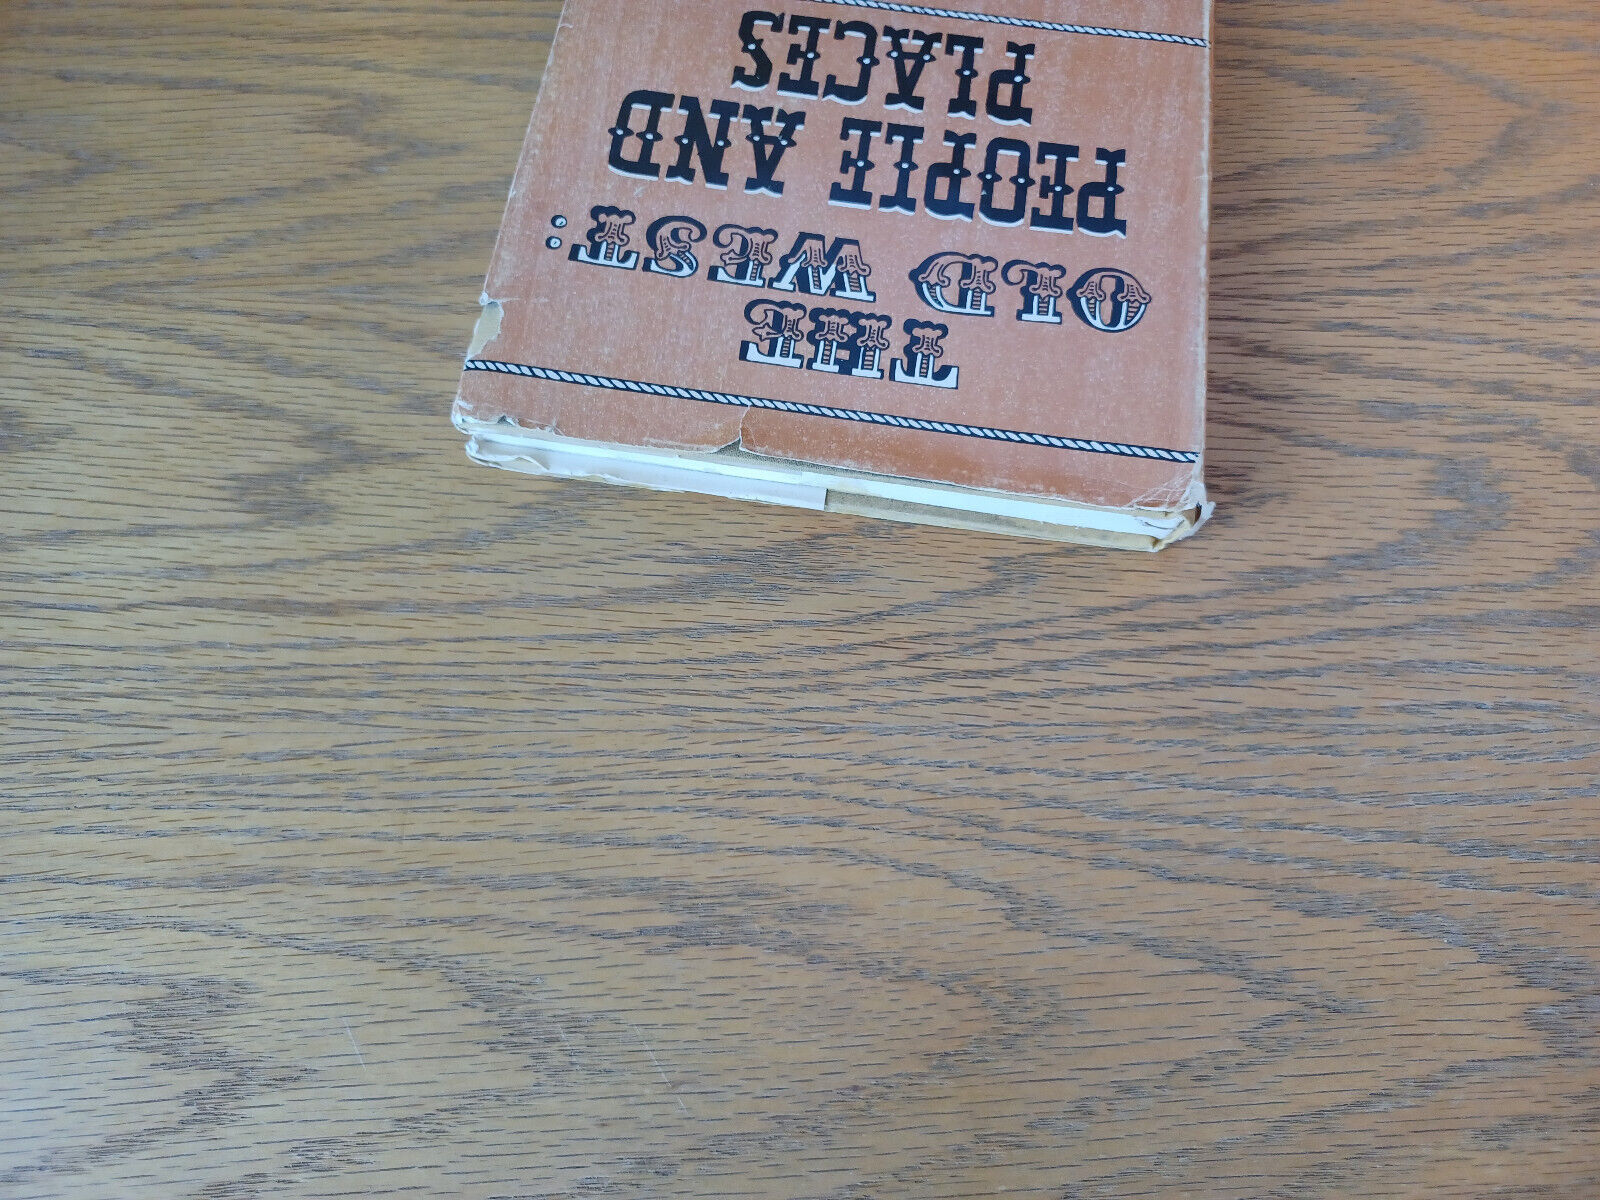 THE
OLD WEST:
PEOPLE AND
PLACES